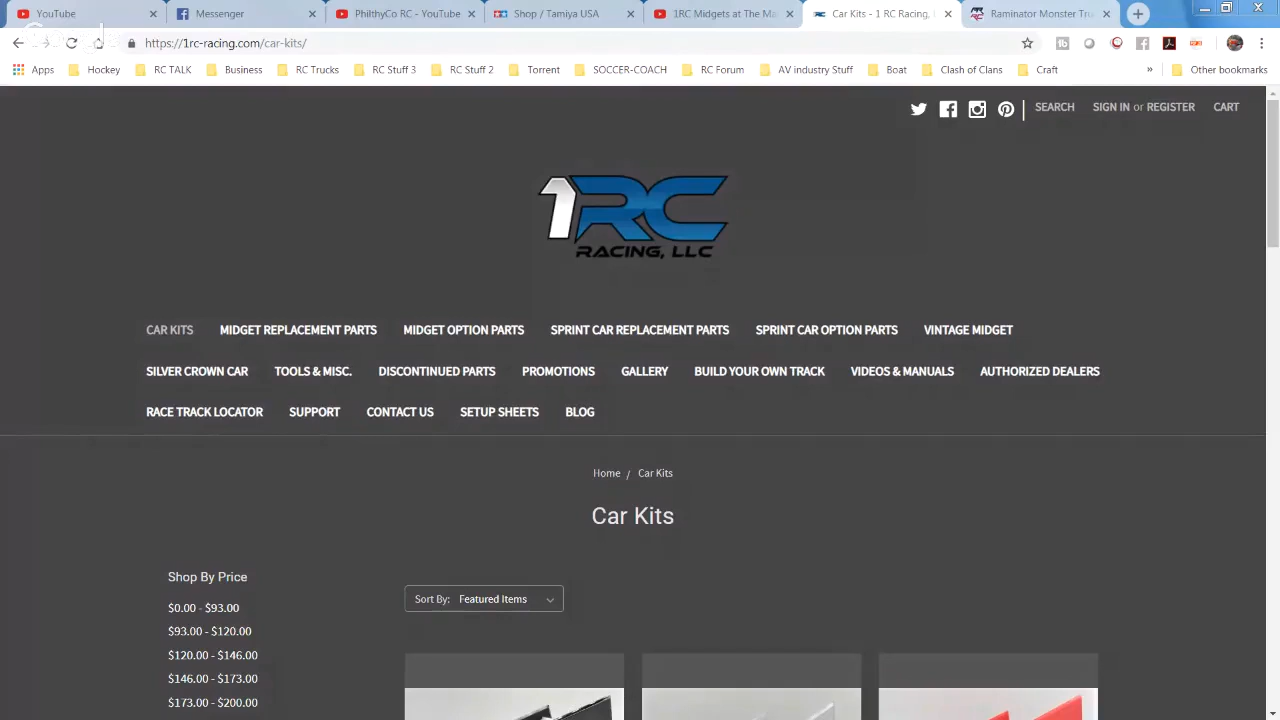 YouTube Messenger PhilthyCo RC - YouTube Shop / Tamiya USA 1RC Midgets at The Ma Car Kits - 1 RC Racing, Raminator Monster Tru
https://1rc-racing.com/car-kits/
Apps Hockey RC TALK Business RC Trucks RC Stuff 3 RC Stuff 2 Torrent SOCCER-COACH RC Forum AV industry Stuff Boat Clash of Clans Craft » Other bookmarks
SEARCH SIGN IN or REGISTER CART
1RC
RACING, LLC
CAR KITS MIDGET REPLACEMENT PARTS MIDGET OPTION PARTS SPRINT CAR REPLACEMENT PARTS SPRINT CAR OPTION PARTS VINTAGE MIDGET
SILVER CROWN CAR TOOLS & MISC. DISCONTINUED PARTS PROMOTIONS GALLERY BUILD YOUR OWN TRACK VIDEOS & MANUALS AUTHORIZED DEALERS
RACE TRACK LOCATOR SUPPORT CONTACT US SETUP SHEETS BLOG
Home / Car Kits
Car Kits
Shop By Price
Sort By: Featured Items
$0.00 - $93.00
$93.00 - $120.00
$120.00 - $146.00
$146.00 - $173.00
$173.00 - $200.00